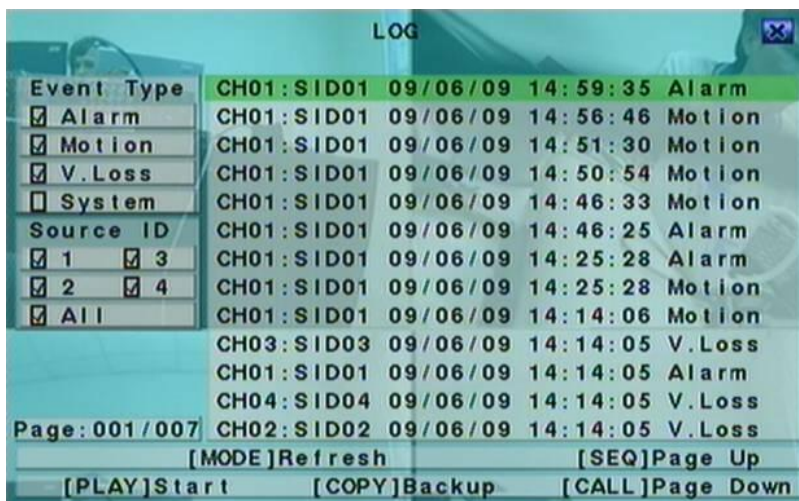 LOG
Event Type
Alarm
Motion
V.Loss
System
Source ID
1 3
2 4
All
Page:001/007
CH01:SID01 09/06/09 14:59:35 Alarm
CH01:SID01 09/06/09 14:56:46 Motion
CH01:SID01 09/06/09 14:51:30 Motion
CH01:SID01 09/06/09 14:50:54 Motion
CH01:SID01 09/06/09 14:46:33 Motion
CH01:SID01 09/06/09 14:46:25 Alarm
CH01:SID01 09/06/09 14:25:28 Alarm
CH01:SID01 09/06/09 14:25:28 Motion
CH01:SID01 09/06/09 14:14:06 Motion
CH03:SID03 09/06/09 14:14:05 V.Loss
CH01:SID01 09/06/09 14:14:05 Alarm
CH04:SID04 09/06/09 14:14:05 V.Loss
CH02:SID02 09/06/09 14:14:05 V.Loss
[MODE]Refresh [SEQ]Page Up
[PLAY]Start [COPY]Backup [CALL]Page Down